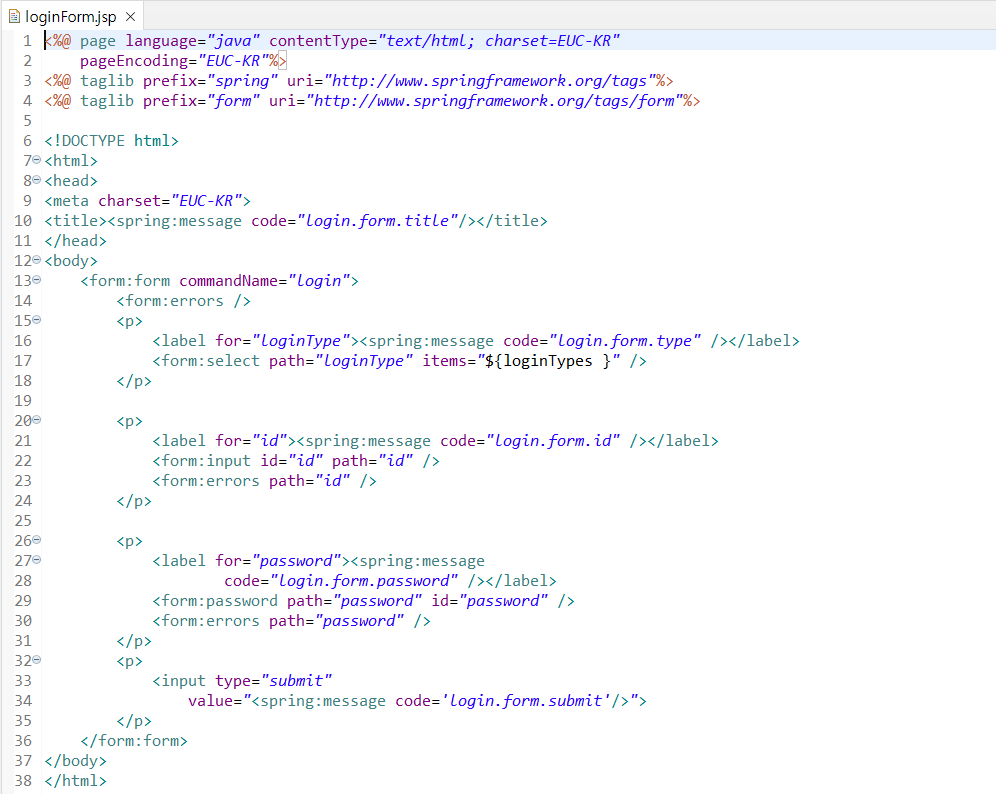 loginForm.jsp
1 <%@ page language="java" contentType="text/html; charset=EUC-KR"
2     pageEncoding="EUC-KR"%>
3 <%@ taglib prefix="spring" uri="http://www.springframework.org/tags"%>
4 <%@ taglib prefix="form" uri="http://www.springframework.org/tags/form"%>
5
6 <!DOCTYPE html>
7 <html>
8 <head>
9 <meta charset="EUC-KR">
10 <title><spring:message code="login.form.title"/></title>
11 </head>
12 <body>
13     <form:form commandName="login">
14         <form:errors />
15         <p>
16             <label for="loginType"><spring:message code="login.form.type" /></label>
17             <form:select path="loginType" items="${loginTypes }" />
18         </p>
19
20         <p>
21             <label for="id"><spring:message code="login.form.id" /></label>
22             <form:input id="id" path="id" />
23             <form:errors path="id" />
24         </p>
25
26         <p>
27             <label for="password"><spring:message
28                     code="login.form.password" /></label>
29             <form:password path="password" id="password" />
30             <form:errors path="password" />
31         </p>
32         <p>
33             <input type="submit"
34                 value="<spring:message code='login.form.submit'/>">
35         </p>
36     </form:form>
37 </body>
38 </html>